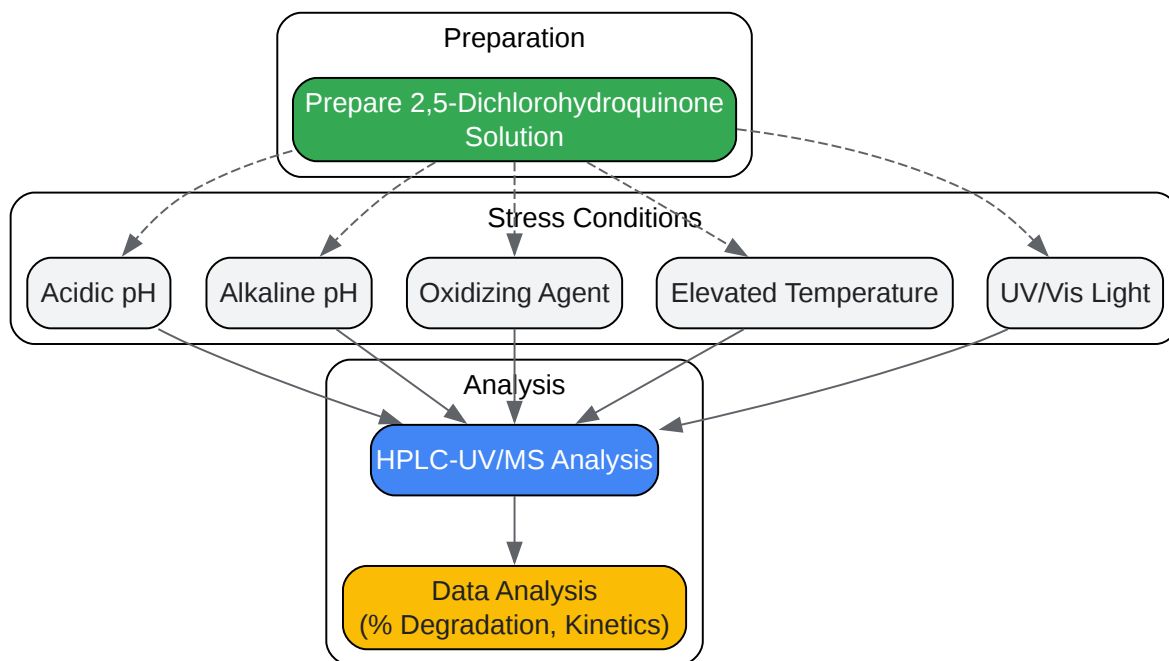 Preparation
Prepare 2,5-Dichlorohydroquinone
Solution
Stress Conditions
Acidic pH
Alkaline pH
Oxidizing Agent
Elevated Temperature
UV/Vis Light
Analysis
HPLC-UV/MS Analysis
Data Analysis
(% Degradation, Kinetics)